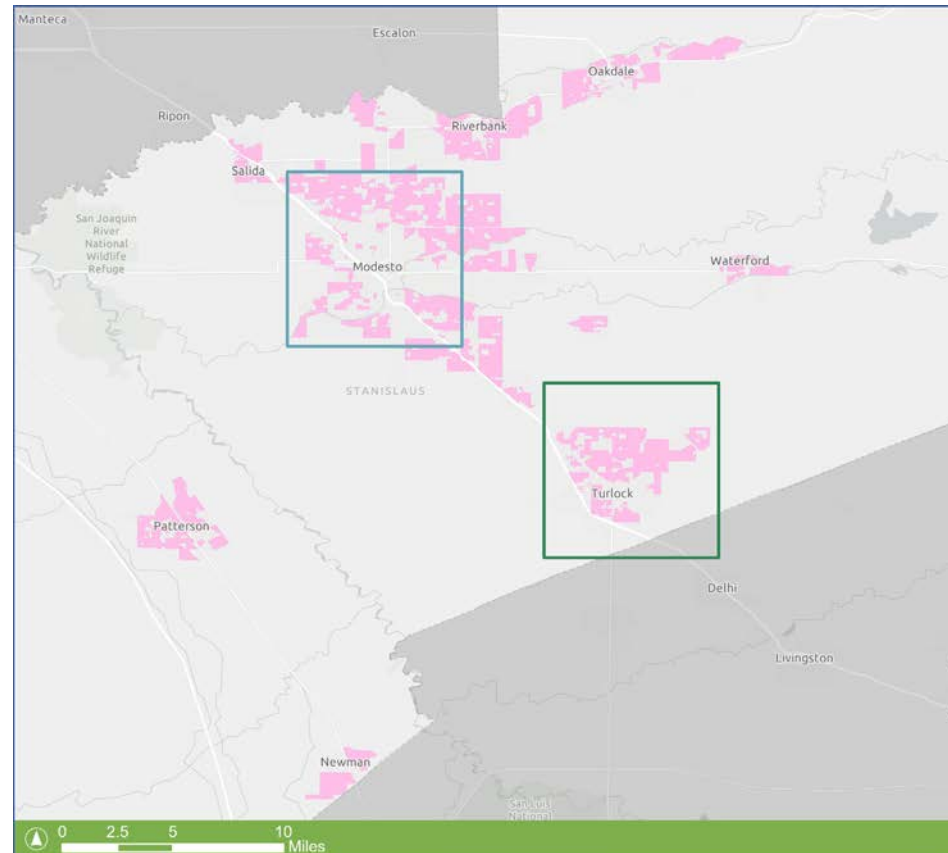 Manteca
Escalon
Oakdale
Ripon
Riverbank
Salida
San Joaquin
River
National
Wildlife
Refuge
Modesto
Waterford
STANISLAUS
Turlock
Patterson
Delhi
Livingston
Newman
San Luis
National
0 2.5 5 10
Miles